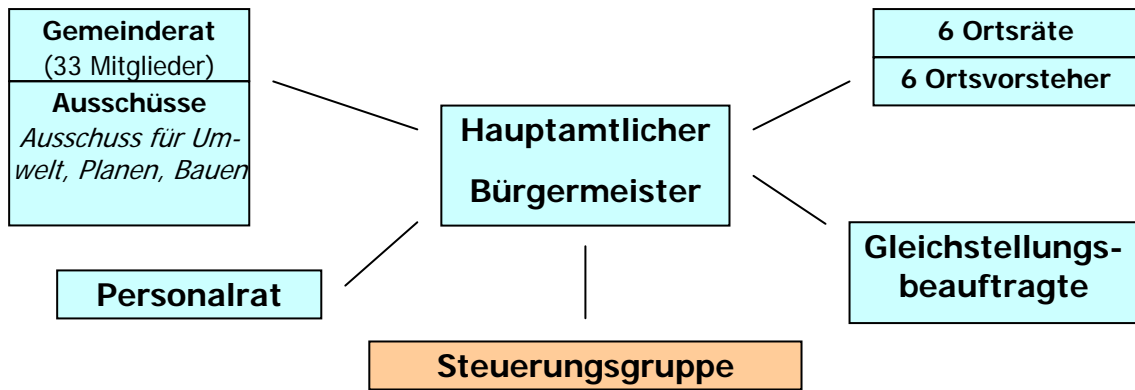 Gemeinderat
(33 Mitglieder)
Ausschüsse
Ausschuss für Um-
welt, Planen, Bauen
6 Ortsräte
6 Ortsvorsteher
Hauptamtlicher
Bürgermeister
Personalrat
Gleichstellungs-
beauftragte
Steuerungsgruppe